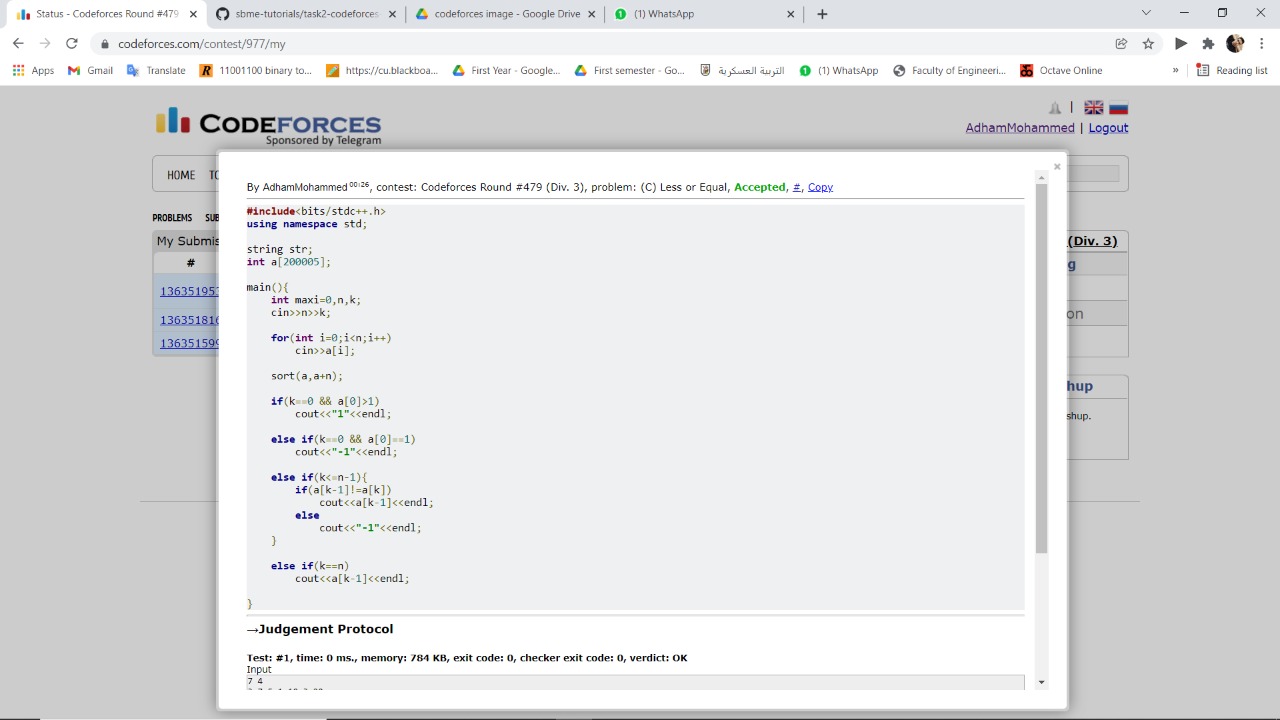 Status - Codeforces Round #479
sbme-tutorials/task2-codeforces
codeforces image - Google Drive
(1) WhatsApp
codeforces.com/contest/977/my
Apps
Gmail
Translate
11001100 binary to...
https://cu.blackboa...
First Year - Google...
First semester - Go...
التربية العسكرية
(1) WhatsApp
Faculty of Engineeri...
Octave Online
»
Reading list
CODEFORCES
Sponsored by Telegram
|
AdhamMohammed | Logout
HOME TO
PROBLEMS SUB
My Submis
#
13635195
13635181
13635159
(Div. 3)
g
on
hup
shup.
By AdhamMohammed 00:26, contest: Codeforces Round #479 (Div. 3), problem: (C) Less or Equal, Accepted, #, Copy
#include<bits/stdc++.h>
using namespace std;
string str;
int a[200005];
main(){
int maxi=0,n,k;
cin>>n>>k;
for(int i=0;i<n;i++)
cin>>a[i];
sort(a,a+n);
if(k==0 && a[0]>1)
cout<<"1"<<endl;
else if(k==0 && a[0]==1)
cout<<"-1"<<endl;
else if(k<=n-1){
if(a[k-1]!=a[k])
cout<<a[k-1]<<endl;
else
cout<<"-1"<<endl;
}
else if(k==n)
cout<<a[k-1]<<endl;
}
→Judgement Protocol
Test: #1, time: 0 ms., memory: 784 KB, exit code: 0, checker exit code: 0, verdict: OK
Input
7 4